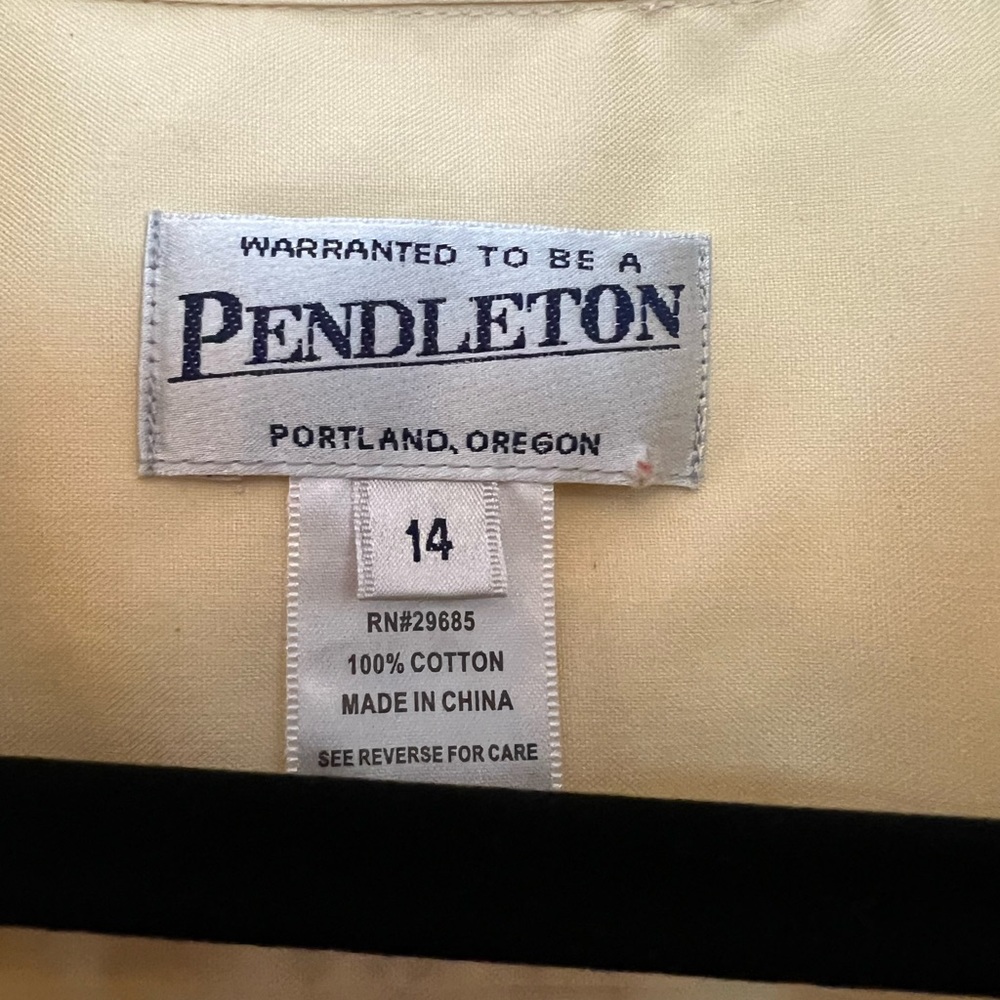 WARRANTED TO BE A
PENDLETON
PORTLAND, OREGON
14
RN#29685
100% COTTON
MADE IN CHINA
SEE REVERSE FOR CARE